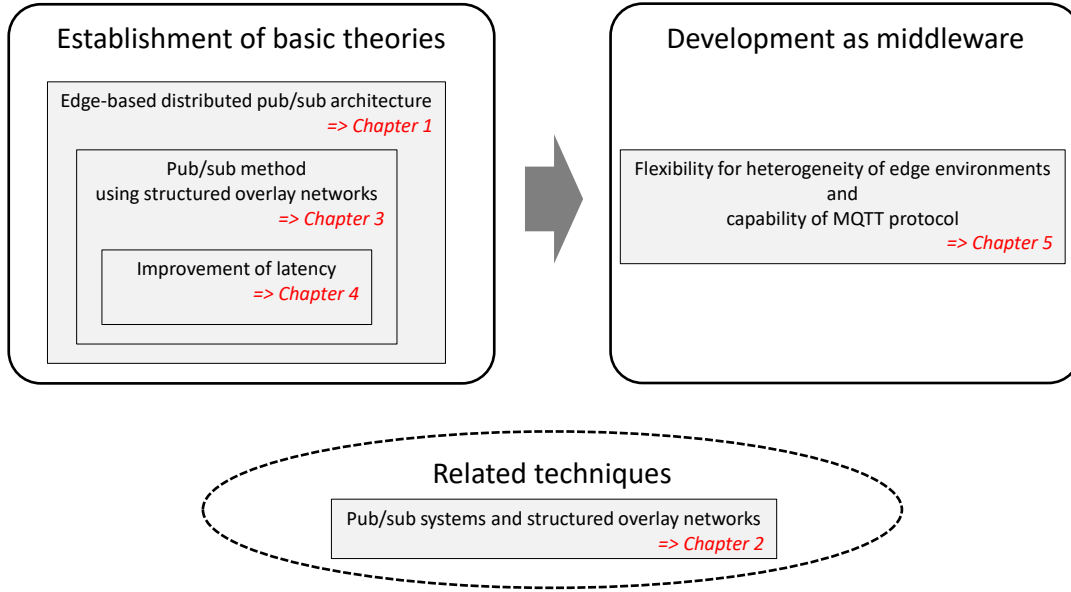 Establishment of basic theories
Edge-based distributed pub/sub architecture
=> Chapter 1
Pub/sub method
using structured overlay networks
=> Chapter 3
Improvement of latency
=> Chapter 4
Development as middleware
Flexibility for heterogeneity of edge environments
and
capability of MQTT protocol
=> Chapter 5
Related techniques
Pub/sub systems and structured overlay networks
=> Chapter 2